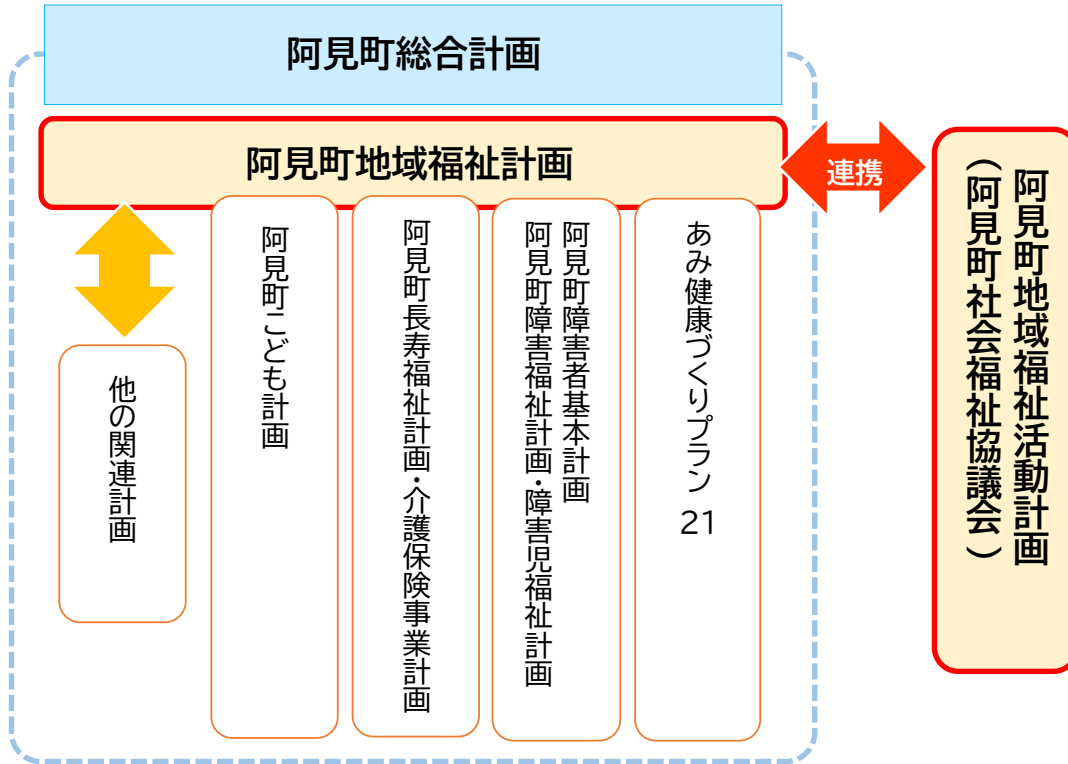 阿見町総合計画
阿見町地域福祉計画
連携
阿見町地域福祉活動計画
（阿見町社会福祉協議会）
他の関連計画
阿見町こども計画
阿見町長寿福祉計画・介護保険事業計画
阿見町障害者基本計画
阿見町障害福祉計画・障害児福祉計画
あみ健康づくりプラン21